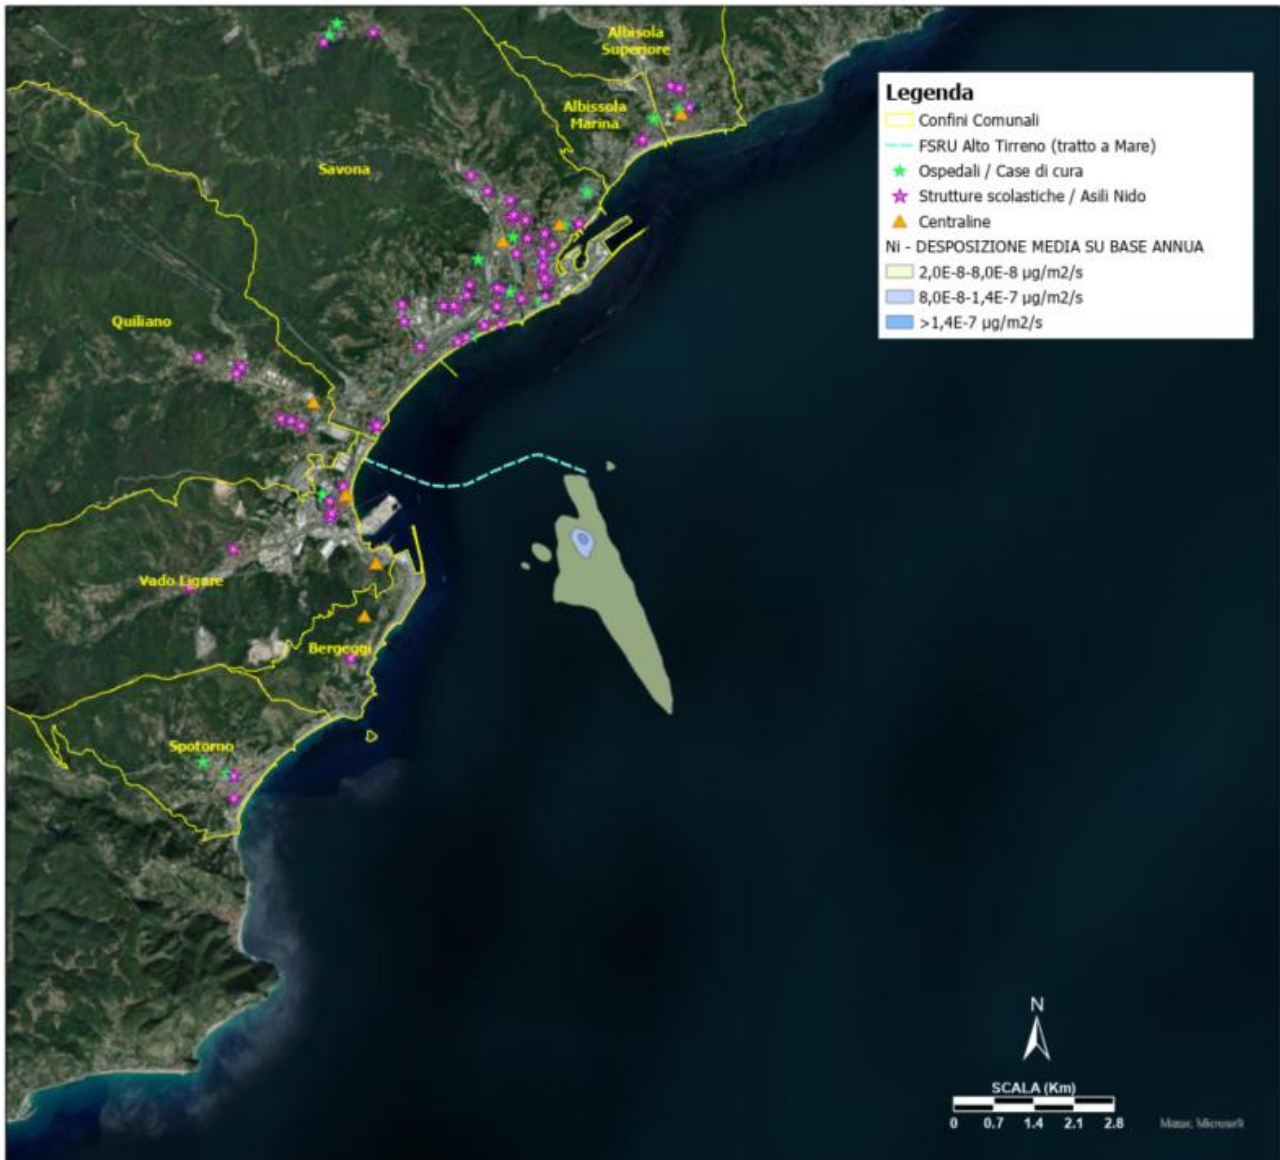 Albisola
Superiore
Albissola
Marina
Savona
Quiliano
Vado Ligure
Bergeggi
Spotorno
Legenda
Confini Comunali
FSRU Alto Tirreno (tratto a Mare)
Ospedali / Case di cura
Strutture scolastiche / Asili Nido
Centraline
Ni - DESPOSIZIONE MEDIA SU BASE ANNUA
2,0E-8-8,0E-8 µg/m2/s
8,0E-8-1,4E-7 µg/m2/s
>1,4E-7 µg/m2/s
N
SCALA (Km)
0 0.7 1.4 2.1 2.8
Maxar, Microsoft